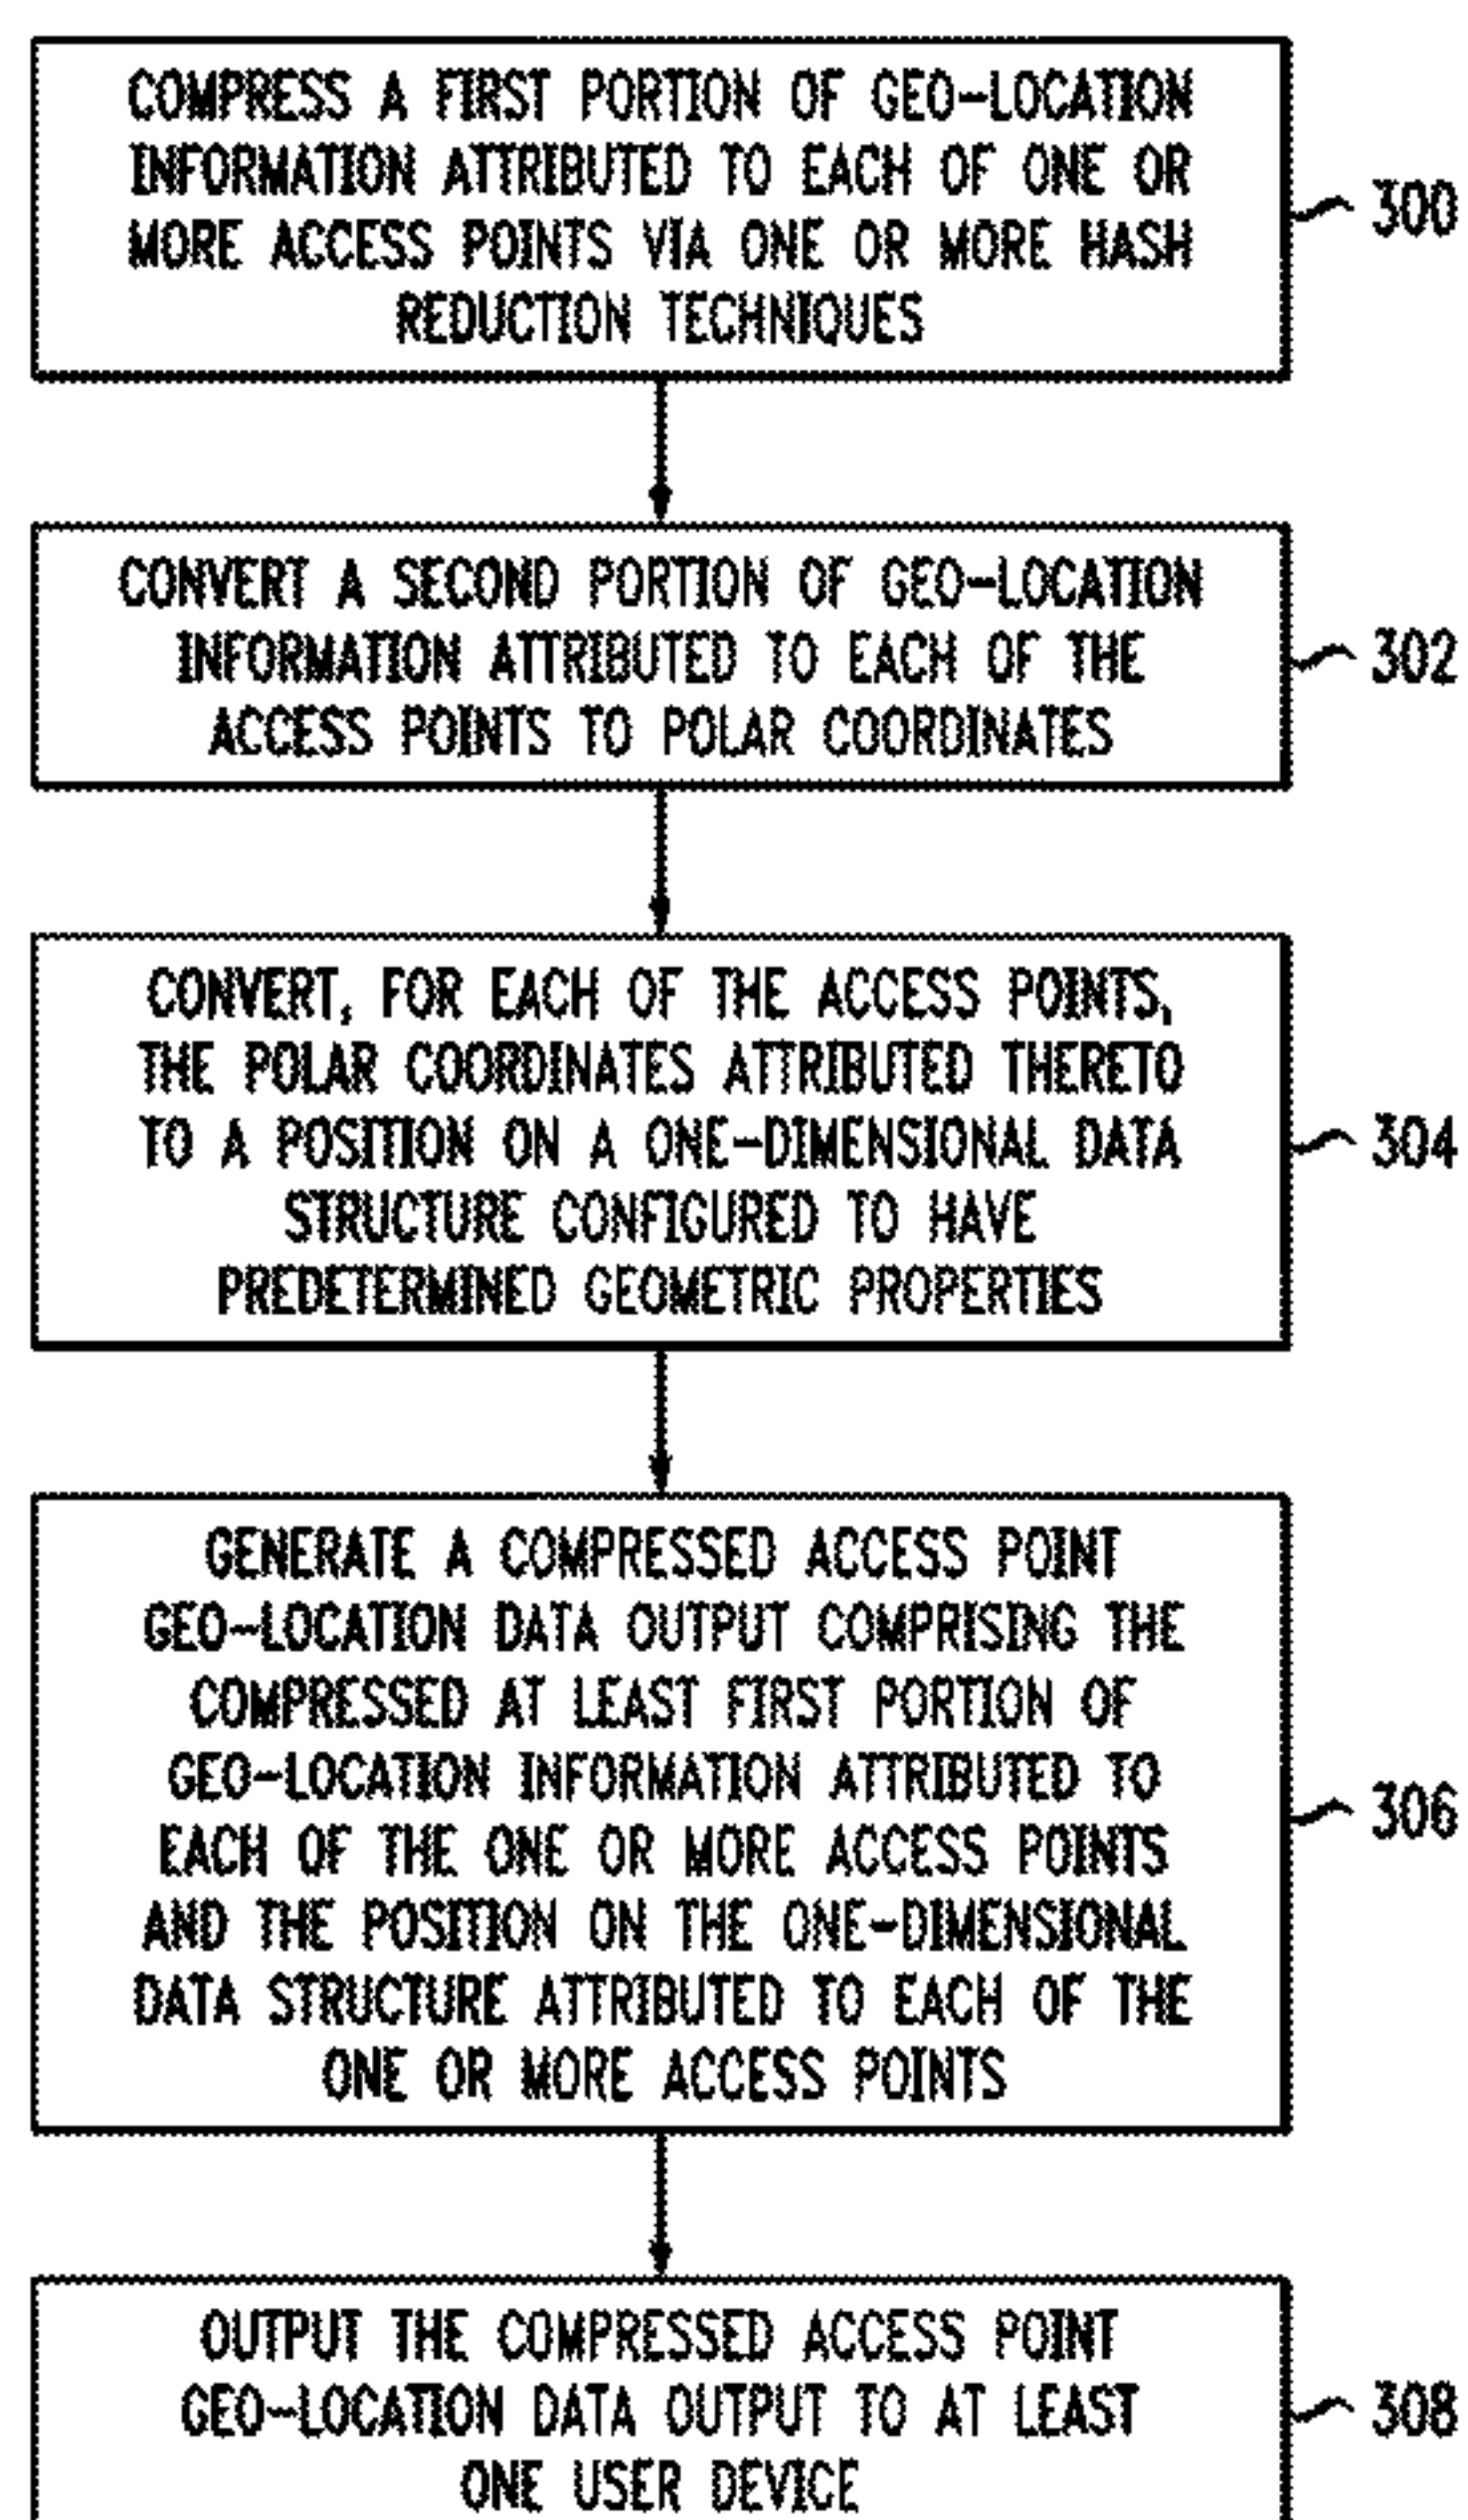 COMPRESS A FIRST PORTION OF GEO-LOCATION
INFORMATION ATTRIBUTED TO EACH OF ONE OR
MORE ACCESS POINTS VIA ONE OR MORE HASH
REDUCTION TECHNIQUES
300
CONVERT A SECOND PORTION OF GEO-LOCATION
INFORMATION ATTRIBUTED TO EACH OF THE
ACCESS POINTS TO POLAR COORDINATES
302
CONVERT, FOR EACH OF THE ACCESS POINTS,
THE POLAR COORDINATES ATTRIBUTED THERETO
TO A POSITION ON A ONE-DIMENSIONAL DATA
STRUCTURE CONFIGURED TO HAVE
PREDETERMINED GEOMETRIC PROPERTIES
304
GENERATE A COMPRESSED ACCESS POINT
GEO-LOCATION DATA OUTPUT COMPRISING THE
COMPRESSED AT LEAST FIRST PORTION OF
GEO-LOCATION INFORMATION ATTRIBUTED TO
EACH OF THE ONE OR MORE ACCESS POINTS
AND THE POSITION ON THE ONE-DIMENSIONAL
DATA STRUCTURE ATTRIBUTED TO EACH OF THE
ONE OR MORE ACCESS POINTS
306
OUTPUT THE COMPRESSED ACCESS POINT
GEO-LOCATION DATA OUTPUT TO AT LEAST
ONE USER DEVICE
308